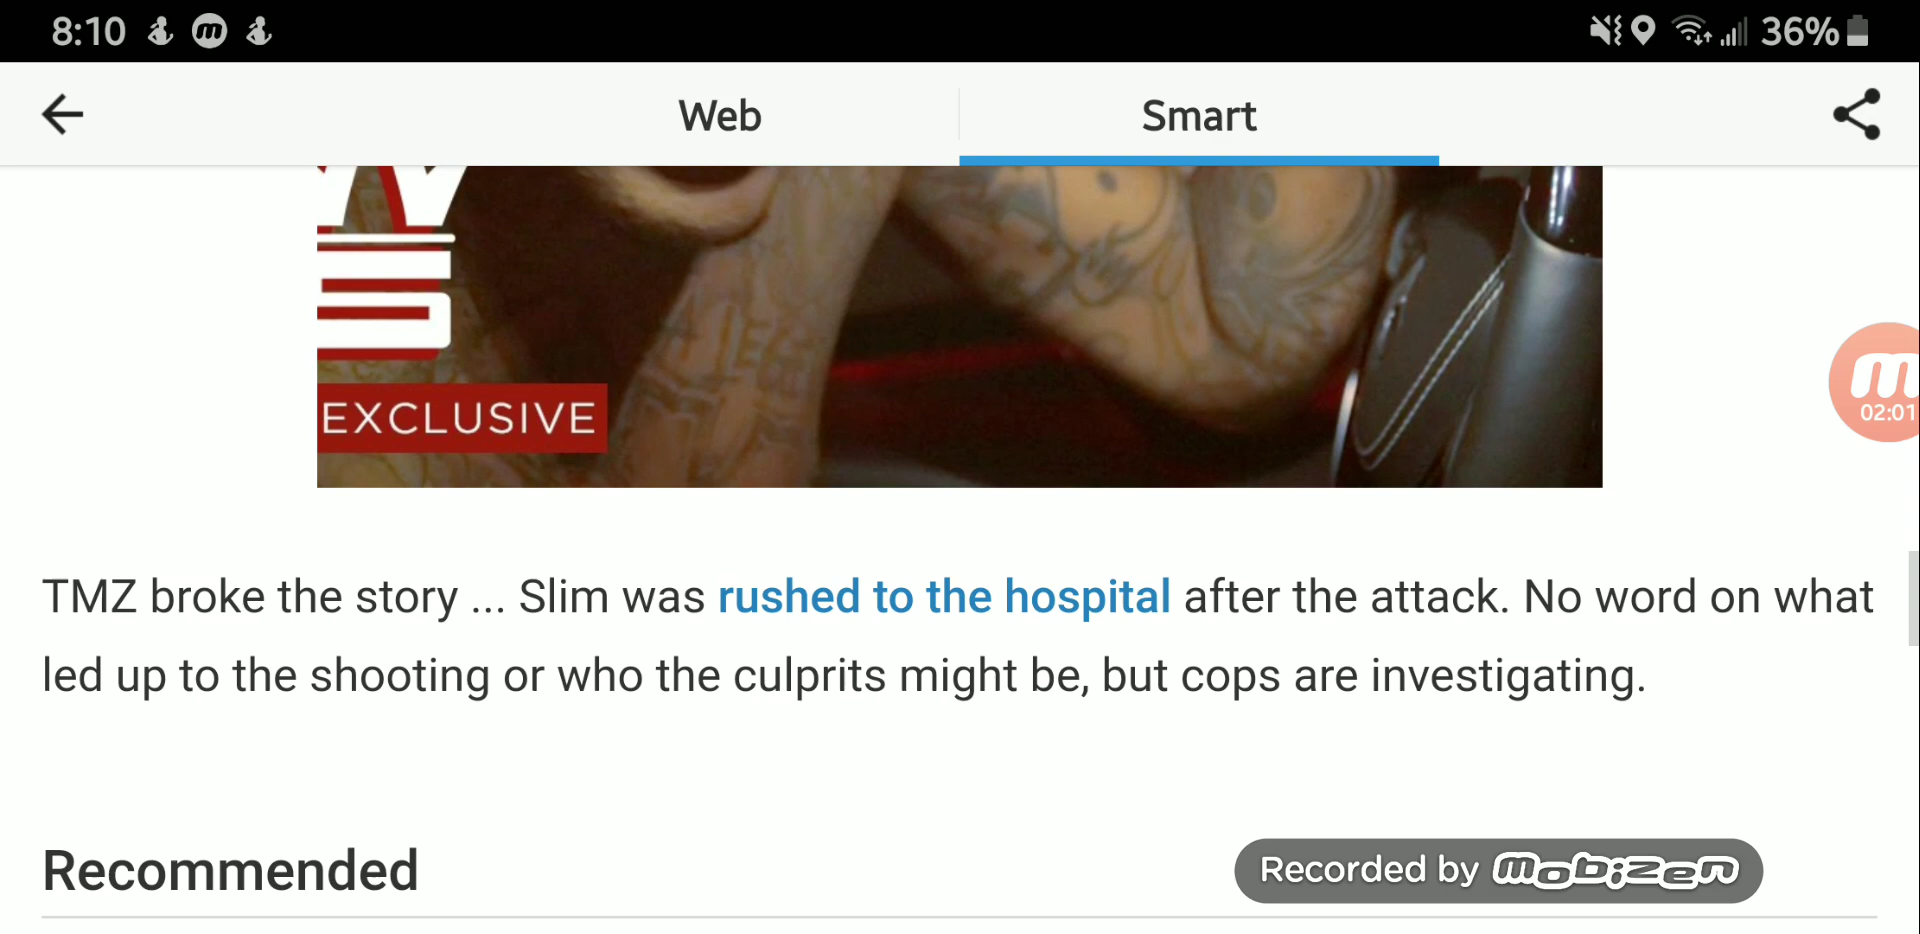 8:10 m 36%
Web Smart
EXCLUSIVE
m
02:01
TMZ broke the story ... Slim was rushed to the hospital after the attack. No word on what
led up to the shooting or who the culprits might be, but cops are investigating.
Recommended
Recorded by mobizen